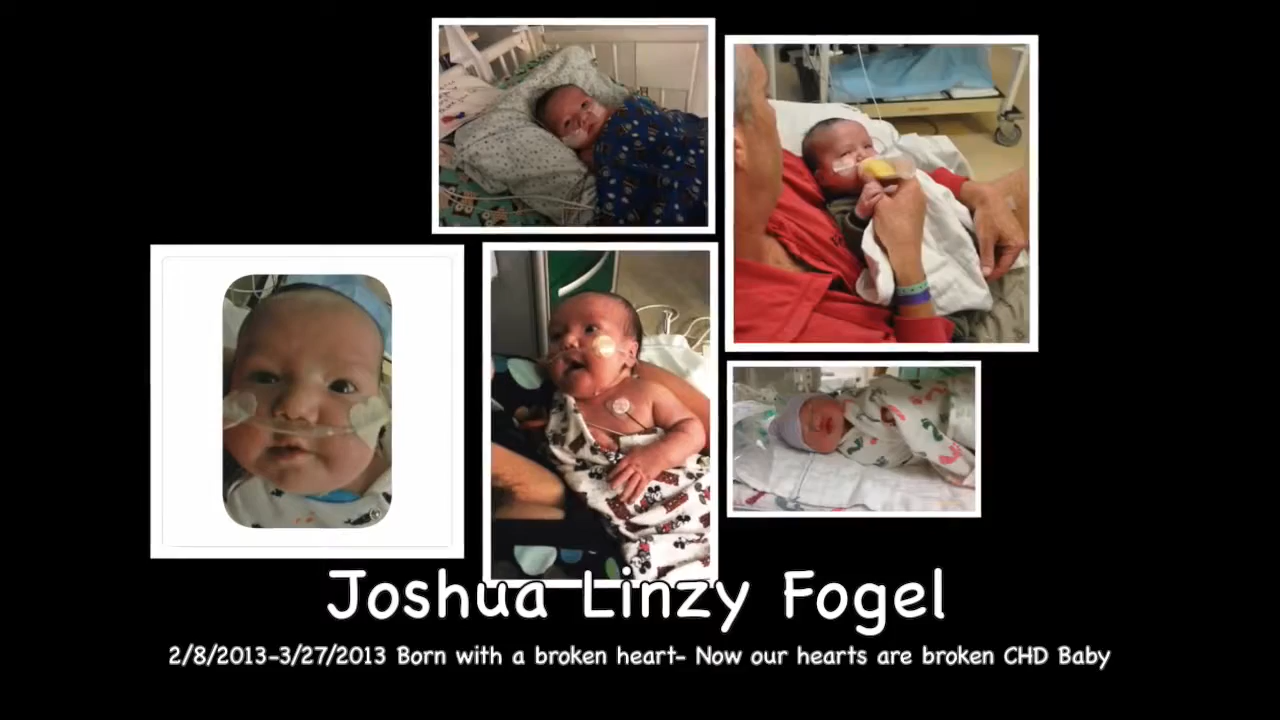 Joshua Linzy Fogel
2/8/2013-3/27/2013 Born with a broken heart- Now our hearts are broken CHD Baby